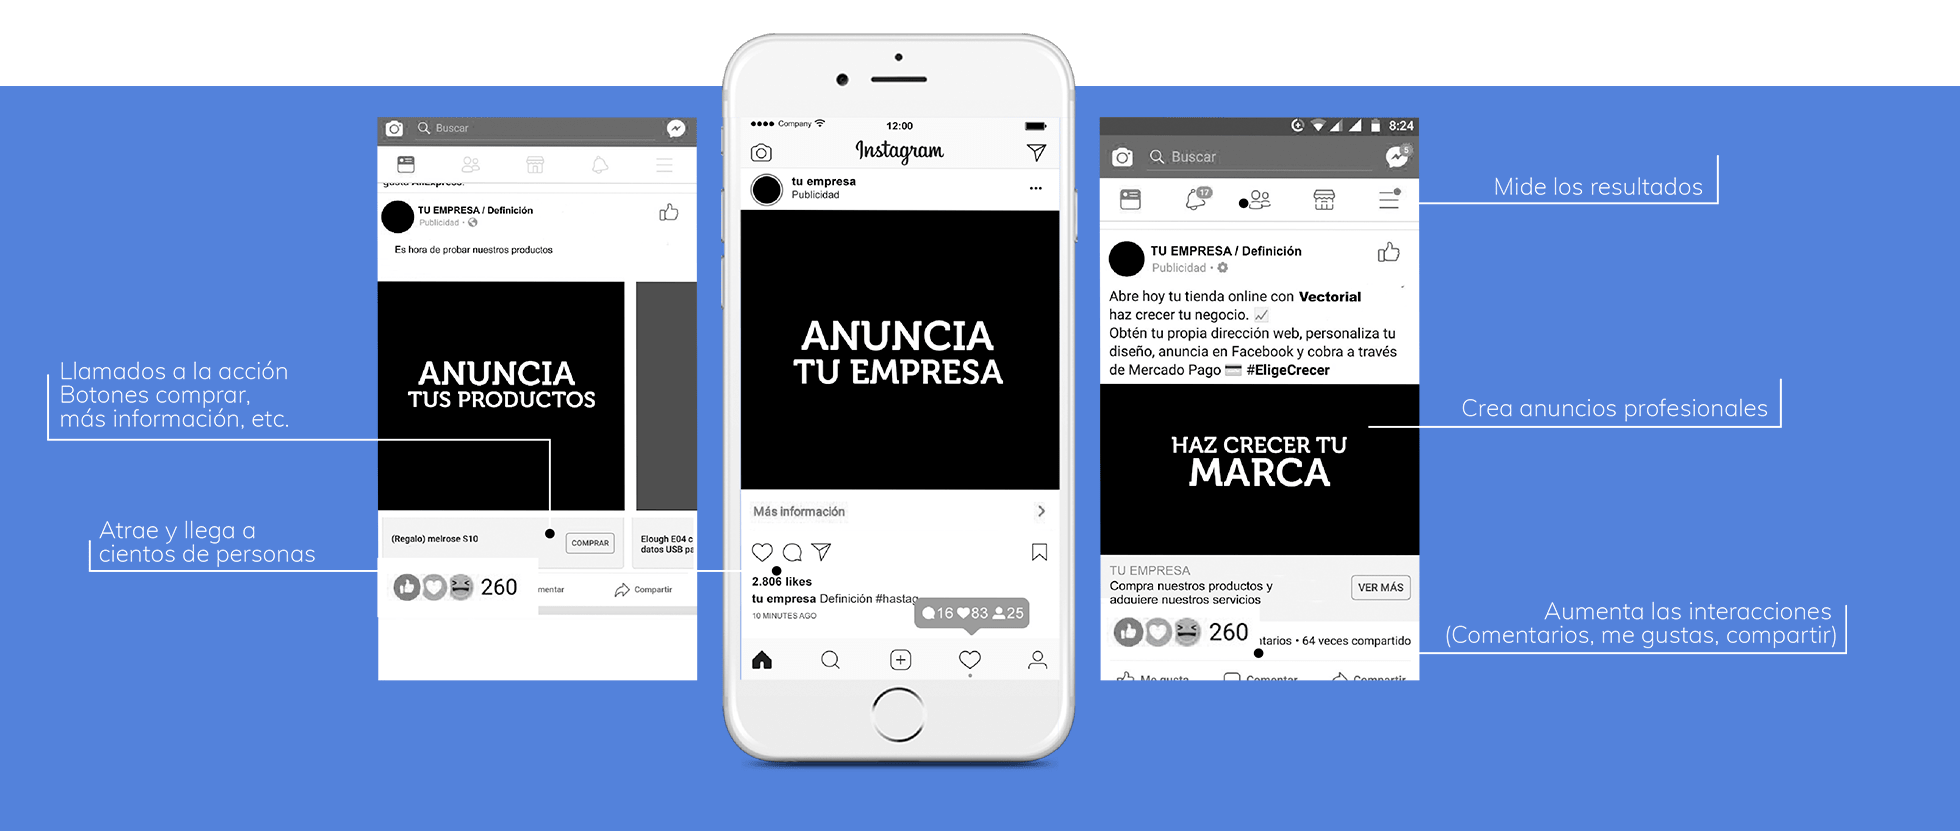 Llamados a la acción
Botones comprar,
más información, etc.
Atrae y llega a
cientos de personas
Buscar
TU EMPRESA / Definición
Publicidad
Es hora de probar nuestros productos
ANUNCIA
TUS PRODUCTOS
(Regalo) melrose S10
COMPRAR
Elough E04 c
datos USB pa
260
mentar
Compartir
Company
12:00
Instagram
tu empresa
Publicidad
ANUNCIA
TU EMPRESA
Más información
2.806 likes
tu empresa Definición #hastag
10 MINUTES AGO
16 83 25
8:24
Buscar
5
17
TU EMPRESA / Definición
Publicidad
Abre hoy tu tienda online con Vectorial
haz crecer tu negocio.
Obtén tu propia dirección web, personaliza tu
diseño, anuncia en Facebook y cobra a través
de Mercado Pago #EligeCrecer
HAZ CRECER TU
MARCA
TU EMPRESA
Compra nuestros productos y
adquiere nuestros servicios
VER MÁS
260
tarios • 64 veces compartido
Me gusta
Comentar
Compartir
Mide los resultados
Crea anuncios profesionales
Aumenta las interacciones
(Comentarios, me gustas, compartir)